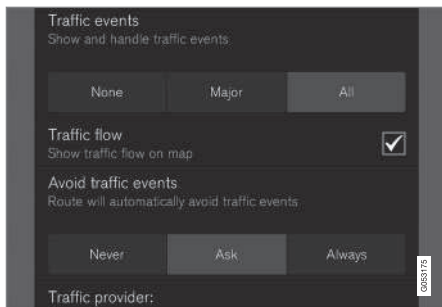 Traffic events
Show and handle traffic events
None Major All
Traffic flow
Show traffic flow on map
Avoid traffic events
Route will automatically avoid traffic events
Never Ask Always
Traffic provider:
G053175